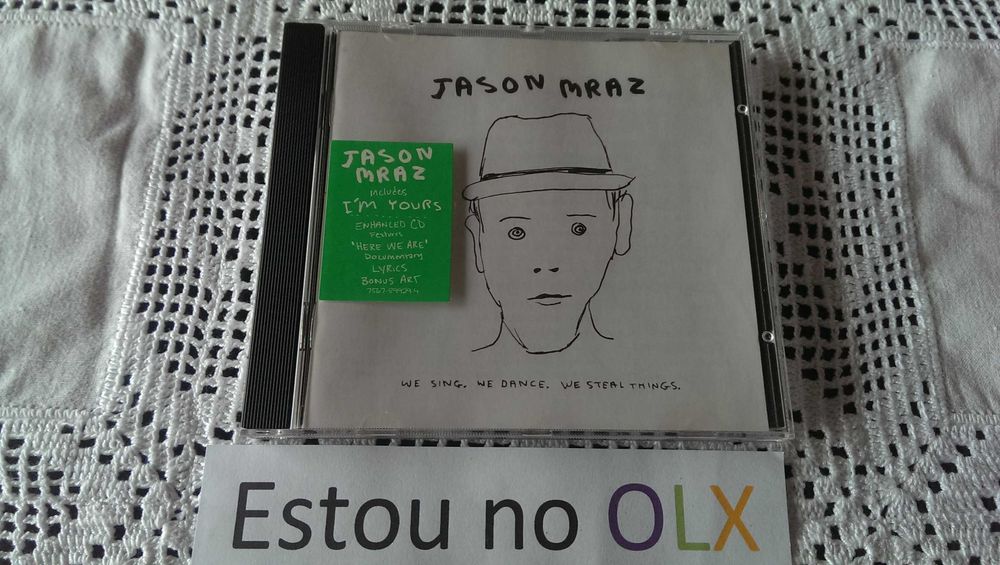 JASON MRAZ
JASON
MRAZ
includes
I'M YOURS
ENHANCED CD
Features
'HERE WE ARE'
Documentary
LYRICS
BONUS ART
WE SING. WE DANCE. WE STEAL THINGS.
Estou no OLX